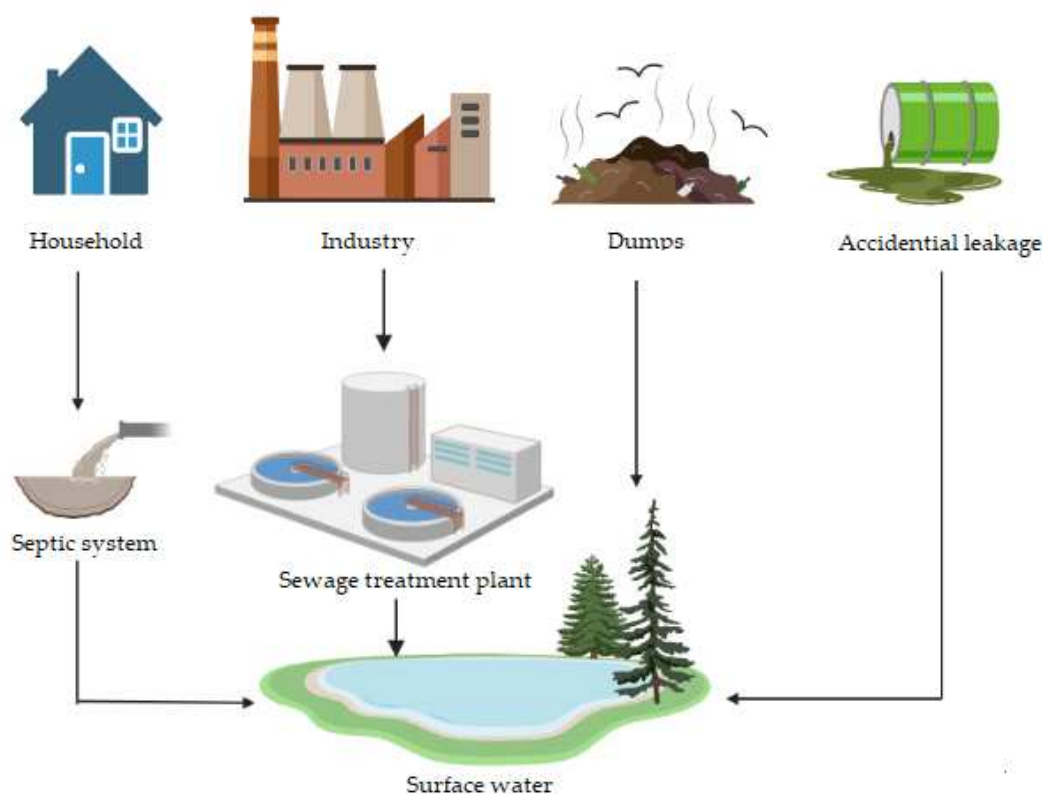 Household
Industry
Dumps
Accidential leakage
Septic system
Sewage treatment plant
Surface water